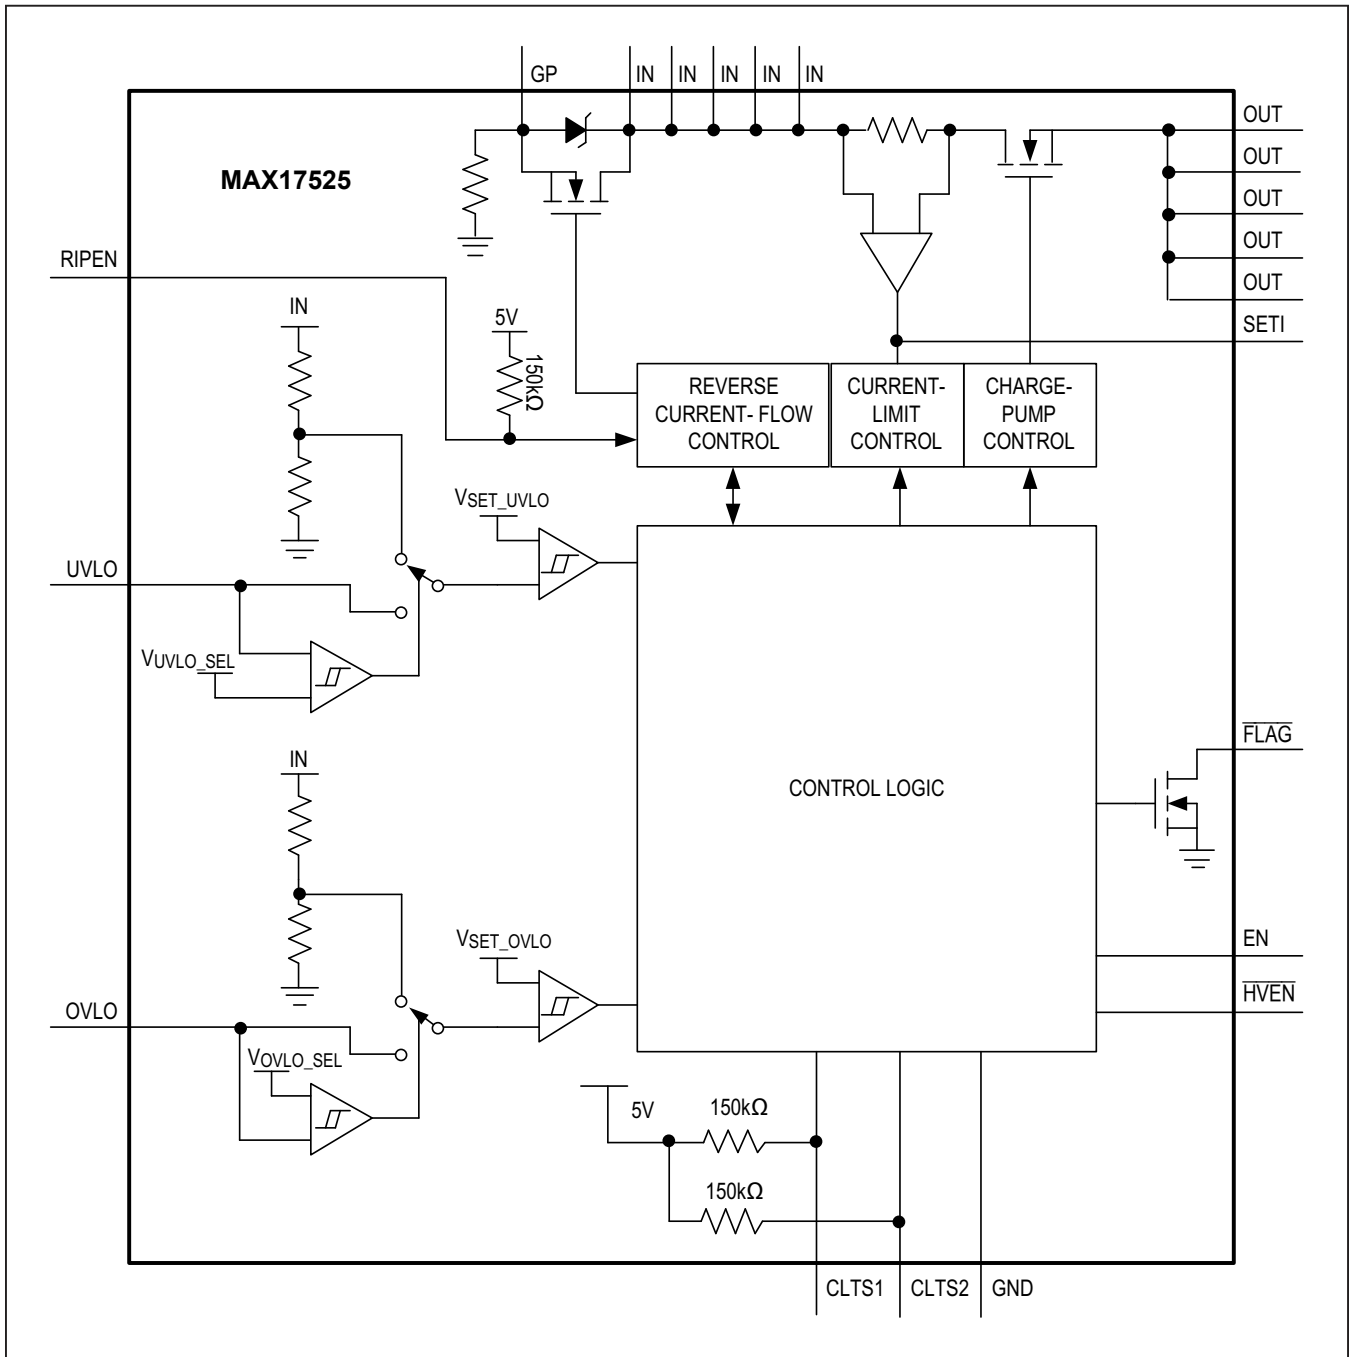 GP IN IN IN IN IN
MAX17525
OUT
OUT
OUT
OUT
OUT
RIPEN
IN
5V
150kΩ
SETI
REVERSE
CURRENT- FLOW
CONTROL
CURRENT-
LIMIT
CONTROL
CHARGE-
PUMP
CONTROL
VSET_UVLO
UVLO
VUVLO_SEL
FLAG
IN
CONTROL LOGIC
VSET_OVLO
EN
HVEN
OVLO
VOVLO_SEL
5V
150kΩ
150kΩ
CLTS1 CLTS2 GND